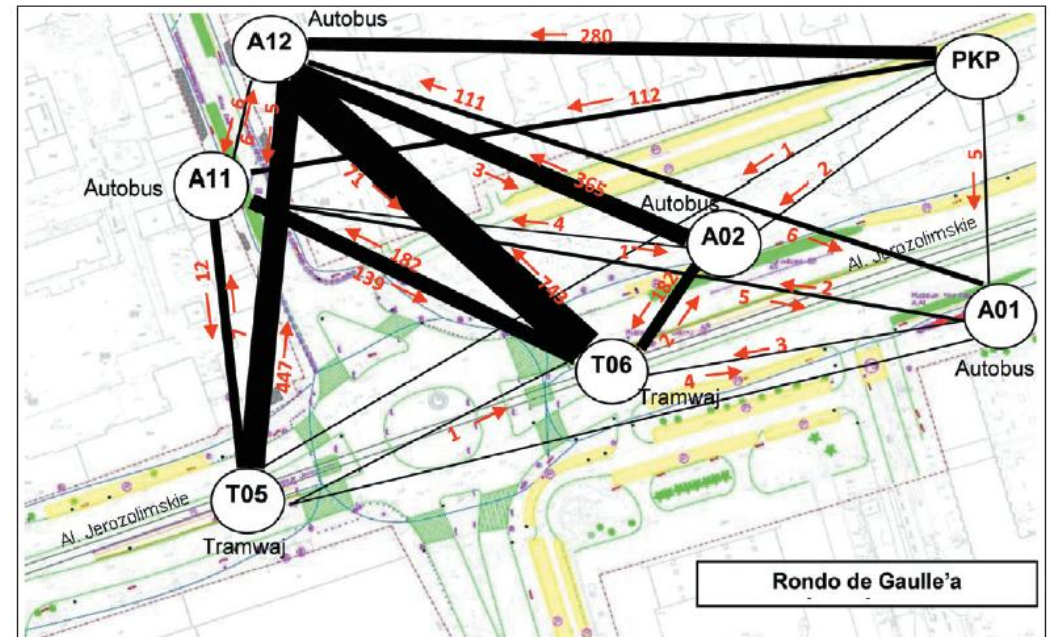 Autobus
A12
280
PKP
111
112
6
6
5
5
A11
Autobus
71
3
365
1
2
Autobus
A02
4
1
6
Al. Jerozolimskie
182
139
12
7
743
182
2
5
2
A01
Autobus
T06
3
4
Tramwaj
447
1
T05
Al. Jerozolimskie
Tramwaj
Rondo de Gaulle'a